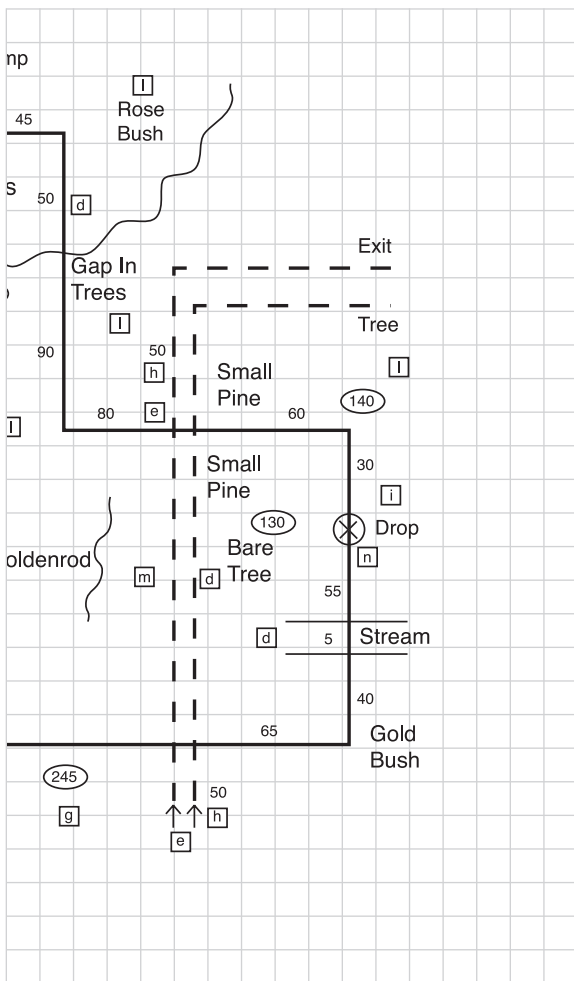 mp
l
Rose
Bush
45
s
50
d
Exit
Gap In
Trees
l
Tree
50
90
h
Small
Pine
l
140
80
e
60
l
Small
Pine
30
i
130
Drop
oldenrod
m
d
Bare
Tree
n
55
d
5
Stream
40
65
Gold
Bush
245
50
g
h
e